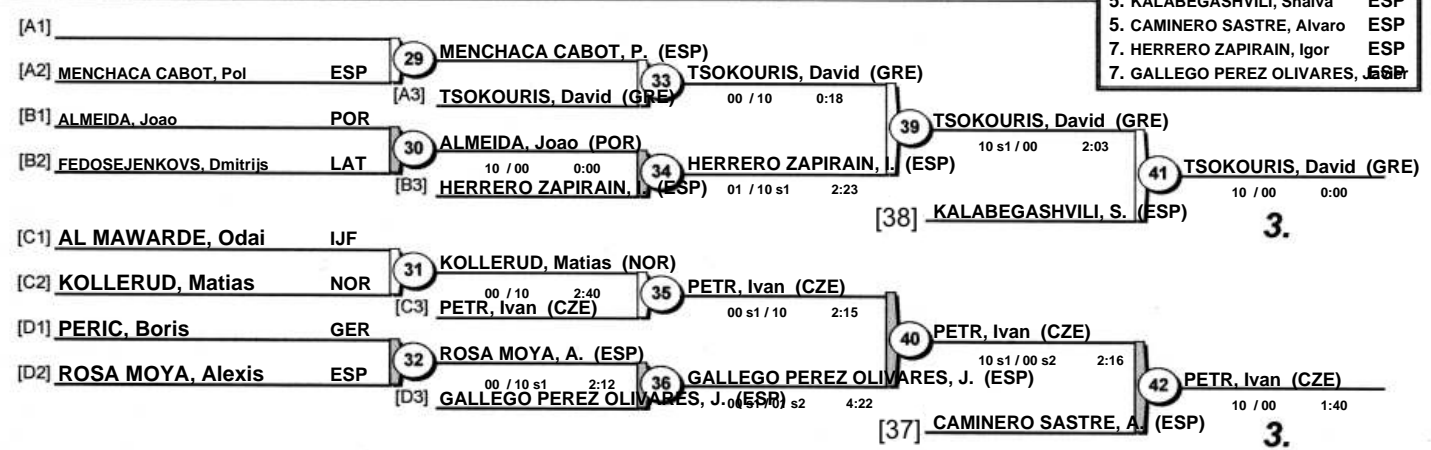 5. KALABEGASHVILI, Shalva ESP
5. CAMINERO SASTRE, Alvaro ESP
7. HERRERO ZAPIRAIN, Igor ESP
7. GALLEGO PEREZ OLIVARES, Javier ESP
[A1]
29 MENCHACA CABOT, P. (ESP)
[A2] MENCHACA CABOT, Pol ESP
33 TSOKOURIS, David (GRE)
[A3] TSOKOURIS, David (GRE)
00 / 10 0:18
[B1] ALMEIDA, Joao POR
39 TSOKOURIS, David (GRE)
30 ALMEIDA, Joao (POR)
10 s1 / 00 2:03
[B2] FEDOSEJENKOVS, Dmitrijs LAT
10 / 00 0:00
34 HERRERO ZAPIRAIN, I. (ESP)
41 TSOKOURIS, David (GRE)
[B3] HERRERO ZAPIRAIN, I. (ESP)
01 / 10 s1 2:23
10 / 00 0:00
[38] KALABEGASHVILI, S. (ESP)
3.
[C1] AL MAWARDE, Odai IJF
31 KOLLERUD, Matias (NOR)
[C2] KOLLERUD, Matias NOR
00 / 10 2:40
35 PETR, Ivan (CZE)
[C3] PETR, Ivan (CZE)
00 s1 / 10 2:15
[D1] PERIC, Boris GER
40 PETR, Ivan (CZE)
32 ROSA MOYA, A. (ESP)
10 s1 / 00 s2 2:16
[D2] ROSA MOYA, Alexis ESP
00 / 10 s1 2:12
36 GALLEGO PEREZ OLIVARES, J. (ESP)
42 PETR, Ivan (CZE)
[D3] GALLEGO PEREZ OLIVARES, J. (ESP)
00 s1 / 01 s2 4:22
10 / 00 1:40
[37] CAMINERO SASTRE, A. (ESP)
3.